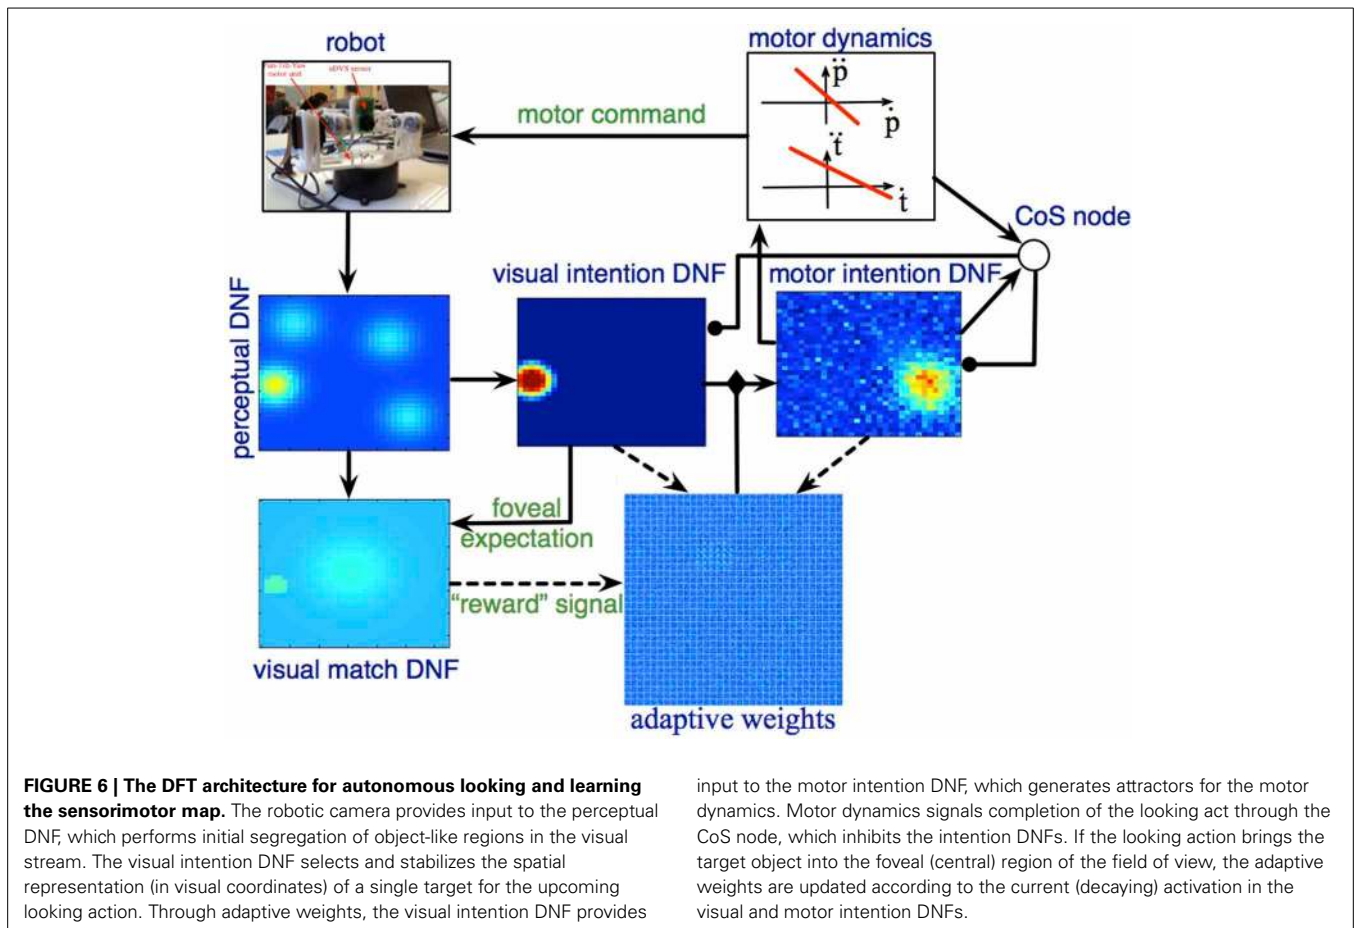 robot
motor dynamics
Pan-Tilt-Yaw
motor unit
eDVS sensor
p̈
ṗ
ẗ
ṫ
motor command
CoS node
visual intention DNF
motor intention DNF
perceptual DNF
foveal
expectation
"reward" signal
visual match DNF
adaptive weights
FIGURE 6 | The DFT architecture for autonomous looking and learning
the sensorimotor map. The robotic camera provides input to the perceptual
DNF, which performs initial segregation of object-like regions in the visual
stream. The visual intention DNF selects and stabilizes the spatial
representation (in visual coordinates) of a single target for the upcoming
looking action. Through adaptive weights, the visual intention DNF provides
input to the motor intention DNF, which generates attractors for the motor
dynamics. Motor dynamics signals completion of the looking act through the
CoS node, which inhibits the intention DNFs. If the looking action brings the
target object into the foveal (central) region of the field of view, the adaptive
weights are updated according to the current (decaying) activation in the
visual and motor intention DNFs.